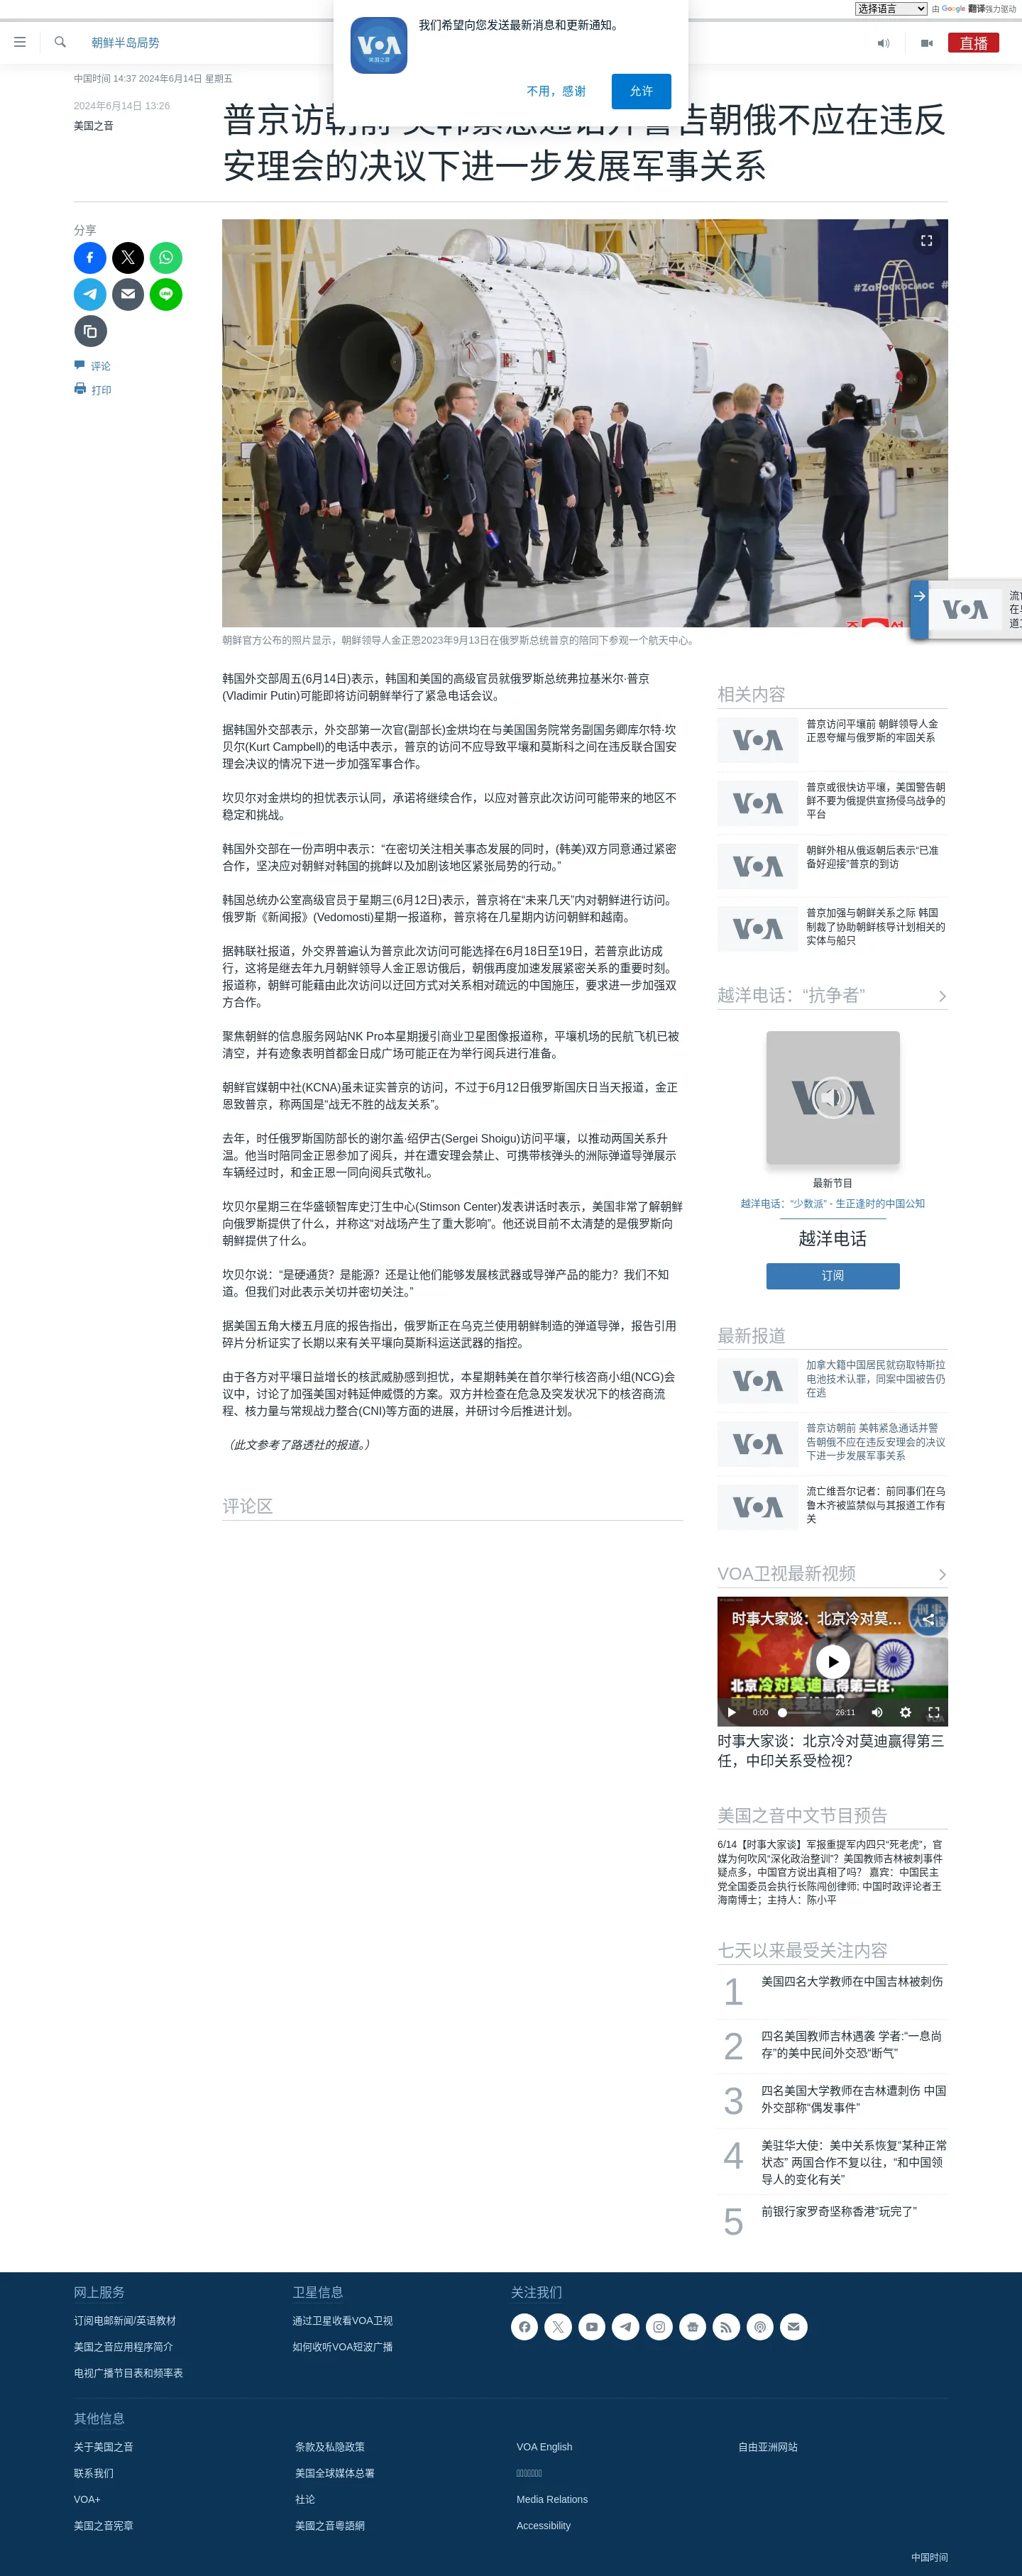 选择语言 由 Google 翻译强力驱动
朝鲜半岛局势
直播
VOA
美国之音
我们希望向您发送最新消息和更新通知。
不用，感谢
允许
中国时间 14:37 2024年6月14日 星期五
2024年6月14日 13:26
美国之音
安理会的决议下进一步发展军事关系
分享
评论
打印
#ZaРоскосмос
朝鲜官方公布的照片显示，朝鲜领导人金正恩2023年9月13日在俄罗斯总统普京的陪同下参观一个航天中心。
韩国外交部周五(6月14日)表示，韩国和美国的高级官员就俄罗斯总统弗拉基米尔·普京
(Vladimir Putin)可能即将访问朝鲜举行了紧急电话会议。
据韩国外交部表示，外交部第一次官(副部长)金烘均在与美国国务院常务副国务卿库尔特·坎
贝尔(Kurt Campbell)的电话中表示，普京的访问不应导致平壤和莫斯科之间在违反联合国安
理会决议的情况下进一步加强军事合作。
坎贝尔对金烘均的担忧表示认同，承诺将继续合作，以应对普京此次访问可能带来的地区不
稳定和挑战。
韩国外交部在一份声明中表示：“在密切关注相关事态发展的同时，(韩美)双方同意通过紧密
合作，坚决应对朝鲜对韩国的挑衅以及加剧该地区紧张局势的行动。”
韩国总统办公室高级官员于星期三(6月12日)表示，普京将在“未来几天”内对朝鲜进行访问。
俄罗斯《新闻报》(Vedomosti)星期一报道称，普京将在几星期内访问朝鲜和越南。
据韩联社报道，外交界普遍认为普京此次访问可能选择在6月18日至19日，若普京此访成
行，这将是继去年九月朝鲜领导人金正恩访俄后，朝俄再度加速发展紧密关系的重要时刻。
报道称，朝鲜可能藉由此次访问以迂回方式对关系相对疏远的中国施压，要求进一步加强双
方合作。
聚焦朝鲜的信息服务网站NK Pro本星期援引商业卫星图像报道称，平壤机场的民航飞机已被
清空，并有迹象表明首都金日成广场可能正在为举行阅兵进行准备。
朝鲜官媒朝中社(KCNA)虽未证实普京的访问，不过于6月12日俄罗斯国庆日当天报道，金正
恩致普京，称两国是“战无不胜的战友关系”。
去年，时任俄罗斯国防部长的谢尔盖·绍伊古(Sergei Shoigu)访问平壤，以推动两国关系升
温。他当时陪同金正恩参加了阅兵，并在遭安理会禁止、可携带核弹头的洲际弹道导弹展示
车辆经过时，和金正恩一同向阅兵式敬礼。
坎贝尔星期三在华盛顿智库史汀生中心(Stimson Center)发表讲话时表示，美国非常了解朝鲜
向俄罗斯提供了什么，并称这“对战场产生了重大影响”。他还说目前不太清楚的是俄罗斯向
朝鲜提供了什么。
坎贝尔说：“是硬通货？是能源？还是让他们能够发展核武器或导弹产品的能力？我们不知
道。但我们对此表示关切并密切关注。”
据美国五角大楼五月底的报告指出，俄罗斯正在乌克兰使用朝鲜制造的弹道导弹，报告引用
碎片分析证实了长期以来有关平壤向莫斯科运送武器的指控。
由于各方对平壤日益增长的核武威胁感到担忧，本星期韩美在首尔举行核咨商小组(NCG)会
议中，讨论了加强美国对韩延伸威慑的方案。双方并检查在危急及突发状况下的核咨商流
程、核力量与常规战力整合(CNI)等方面的进展，并研讨今后推进计划。
（此文参考了路透社的报道。）
评论区
相关内容
VOA
普京访问平壤前 朝鲜领导人金
正恩夸耀与俄罗斯的牢固关系
VOA
普京或很快访平壤，美国警告朝
鲜不要为俄提供宣扬侵乌战争的
平台
VOA
朝鲜外相从俄返朝后表示“已准
备好迎接”普京的到访
VOA
普京加强与朝鲜关系之际 韩国
制裁了协助朝鲜核导计划相关的
实体与船只
越洋电话：“抗争者”
VOA
最新节目
越洋电话：“少数派” - 生正逢时的中国公知
越洋电话
订阅
最新报道
VOA
加拿大籍中国居民就窃取特斯拉
电池技术认罪，同案中国被告仍
在逃
VOA
普京访朝前 美韩紧急通话并警
告朝俄不应在违反安理会的决议
下进一步发展军事关系
VOA
流亡维吾尔记者：前同事们在乌
鲁木齐被监禁似与其报道工作有
关
VOA卫视最新视频
时事大家谈：北京冷对莫...
北京冷对莫迪赢得第三任，
中印关系受检视？
0:00 26:11
时事大家谈：北京冷对莫迪赢得第三
任，中印关系受检视？
美国之音中文节目预告
6/14【时事大家谈】军报重提军内四只“死老虎”，官
媒为何吹风“深化政治整训”？美国教师吉林被刺事件
疑点多，中国官方说出真相了吗？ 嘉宾：中国民主
党全国委员会执行长陈闯创律师; 中国时政评论者王
海南博士；主持人：陈小平
七天以来最受关注内容
1 美国四名大学教师在中国吉林被刺伤
2 四名美国教师吉林遇袭 学者:“一息尚
存”的美中民间外交恐“断气”
3 四名美国大学教师在吉林遭刺伤 中国
外交部称“偶发事件”
4 美驻华大使：美中关系恢复“某种正常
状态” 两国合作不复以往，“和中国领
导人的变化有关”
5 前银行家罗奇坚称香港“玩完了”
网上服务
订阅电邮新闻/英语教材
美国之音应用程序简介
电视广播节目表和频率表
卫星信息
通过卫星收看VOA卫视
如何收听VOA短波广播
关注我们
其他信息
关于美国之音
联系我们
VOA+
美国之音宪章
条款及私隐政策
美国全球媒体总署
社论
美國之音粵語網
VOA English
Media Relations
Accessibility
自由亚洲网站
中国时间